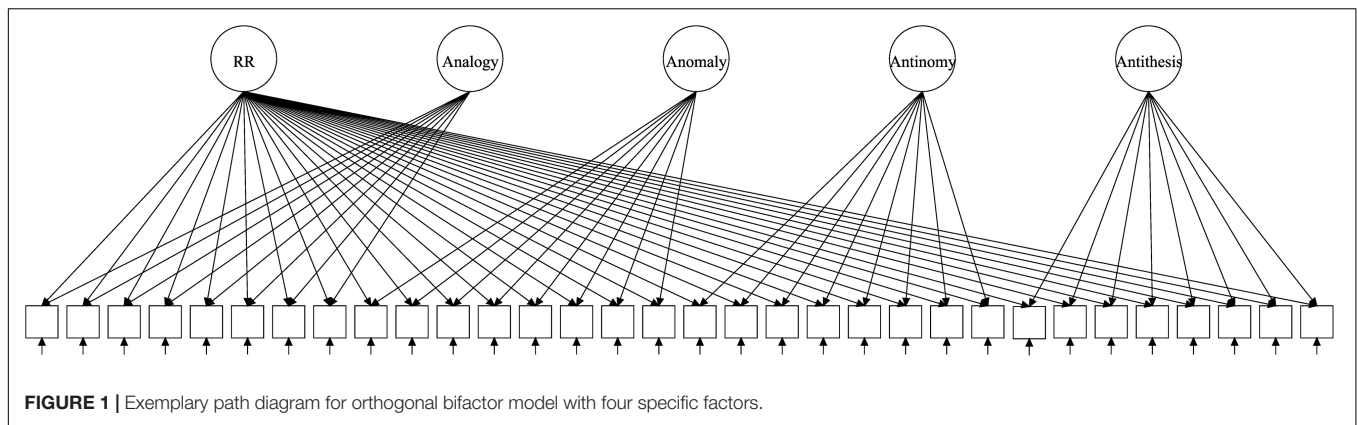 RR Analogy Anomaly Antinomy Antithesis
FIGURE 1 | Exemplary path diagram for orthogonal bifactor model with four specific factors.